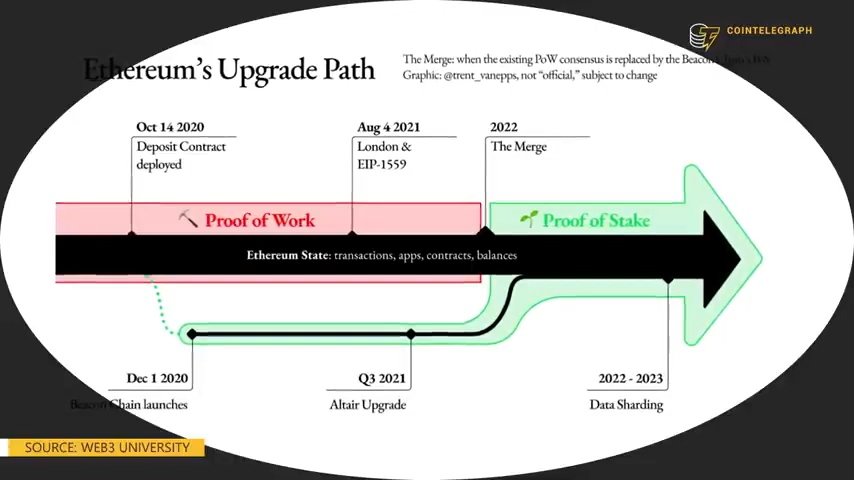 COINTELEGRAPH
Ethereum's Upgrade Path
The Merge: when the existing PoW consensus is replaced by the Beacon
Graphic: @trent_vanepps, not “official,” subject to change
Oct 14 2020
Deposit Contract
deployed
Aug 4 2021
London &
EIP-1559
2022
The Merge
Proof of Work
Proof of Stake
Ethereum State: transactions, apps, contracts, balances
Dec 1 2020
Beacon Chain launches
Q3 2021
Altair Upgrade
2022 - 2023
Data Sharding
SOURCE: WEB3 UNIVERSITY